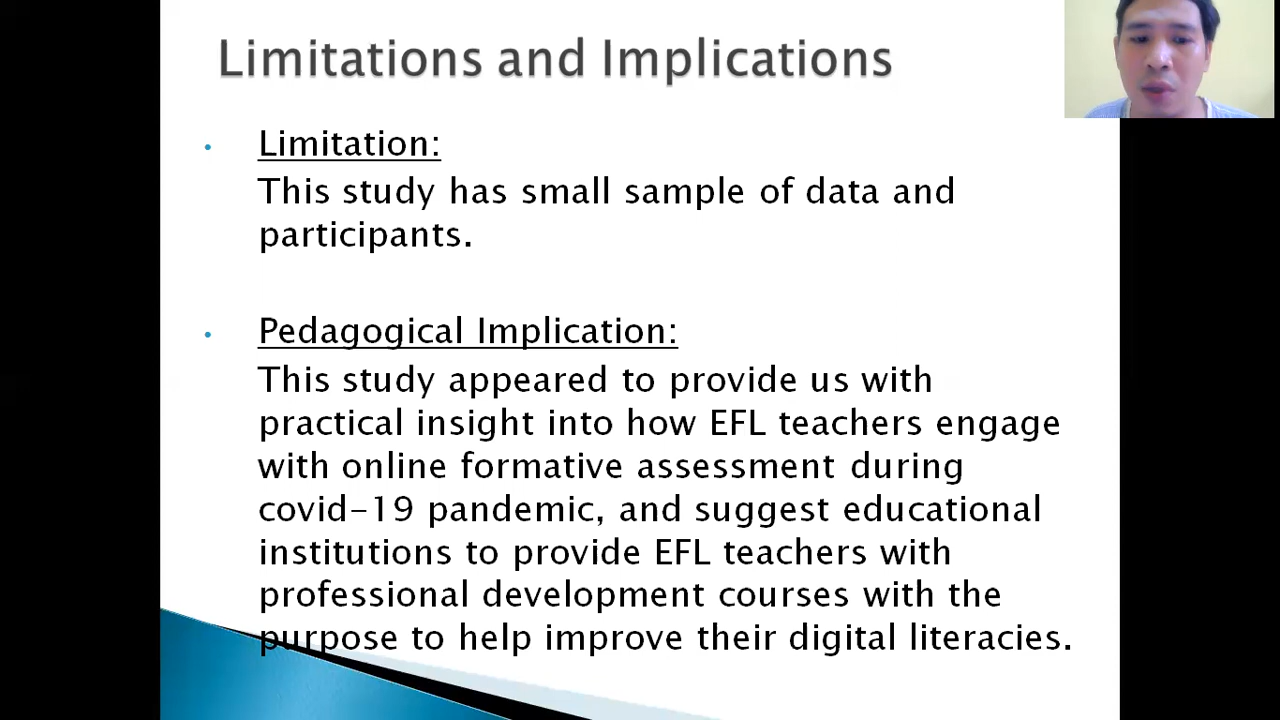 Limitations and Implications
• Limitation:
This study has small sample of data and
participants.
• Pedagogical Implication:
This study appeared to provide us with
practical insight into how EFL teachers engage
with online formative assessment during
covid-19 pandemic, and suggest educational
institutions to provide EFL teachers with
professional development courses with the
purpose to help improve their digital literacies.